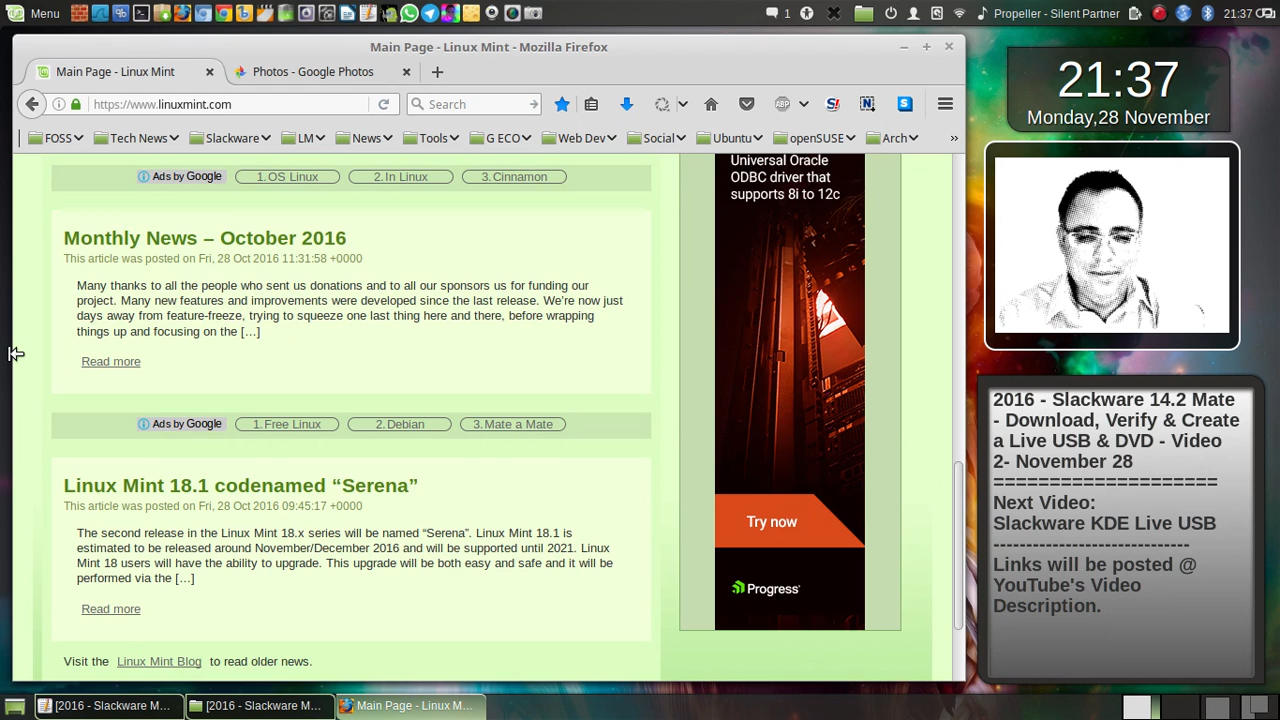 Menu
1
Propeller - Silent Partner
21:37
Main Page - Linux Mint - Mozilla Firefox
Main Page - Linux Mint
Photos - Google Photos
https://www.linuxmint.com
Search
ABP
S!
N
S
FOSS
Tech News
Slackware
LM
News
Tools
G ECO
Web Dev
Social
Ubuntu
openSUSE
Arch
»
Ads by Google
1. OS Linux
2. In Linux
3. Cinnamon
Monthly News – October 2016
This article was posted on Fri, 28 Oct 2016 11:31:58 +0000
Many thanks to all the people who sent us donations and to all our sponsors us for funding our
project. Many new features and improvements were developed since the last release. We’re now just
days away from feature-freeze, trying to squeeze one last thing here and there, before wrapping
things up and focusing on the […]
Read more
Ads by Google
1. Free Linux
2. Debian
3. Mate a Mate
Linux Mint 18.1 codenamed “Serena”
This article was posted on Fri, 28 Oct 2016 09:45:17 +0000
The second release in the Linux Mint 18.x series will be named “Serena”. Linux Mint 18.1 is
estimated to be released around November/December 2016 and will be supported until 2021. Linux
Mint 18 users will have the ability to upgrade. This upgrade will be both easy and safe and it will be
performed via the […]
Read more
Visit the Linux Mint Blog to read older news.
Universal Oracle
ODBC driver that
supports 8i to 12c
Try now
Progress
21:37
Monday,28 November
2016 - Slackware 14.2 Mate
- Download, Verify & Create
a Live USB & DVD - Video
2- November 28
=====================
Next Video:
Slackware KDE Live USB
----------------------------
Links will be posted @
YouTube's Video
Description.
[2016 - Slackware M...
[2016 - Slackware M...
Main Page - Linux M...